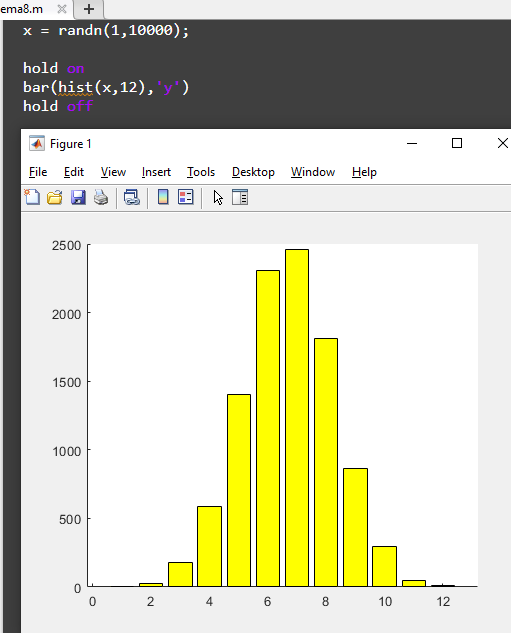 ema8.m
x = randn(1,10000);
hold on
bar(hist(x,12),'y')
hold off
Figure 1
File Edit View Insert Tools Desktop Window Help
2500
2000
1500
1000
500
0
0 2 4 6 8 10 12